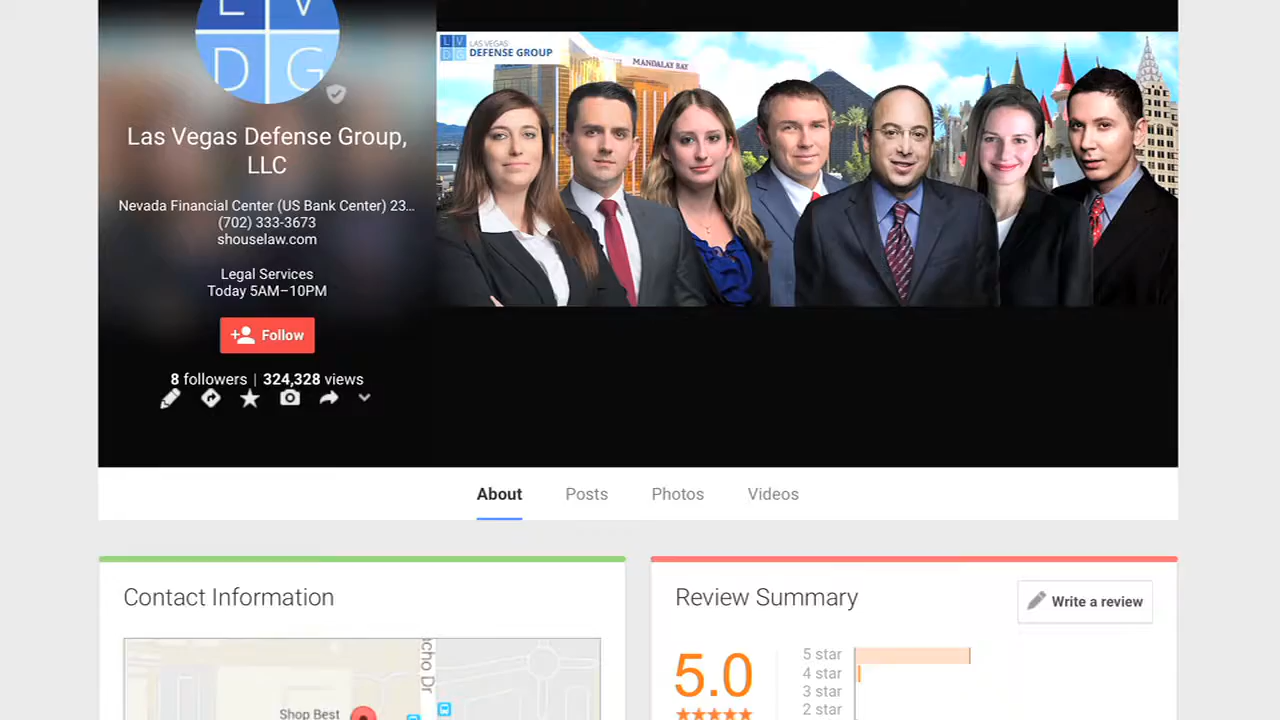 L V
D G
Las Vegas Defense Group,
LLC
Nevada Financial Center (US Bank Center) 23…
(702) 333-3673
shouselaw.com
Legal Services
Today 5AM–10PM
Follow
8 followers | 324,328 views
L V
D G
LAS VEGAS
DEFENSE GROUP
MANDALAY BAY
About
Posts
Photos
Videos
Contact Information
cho Dr
Shop Best
Review Summary
Write a review
5.0
5 star
4 star
3 star
2 star